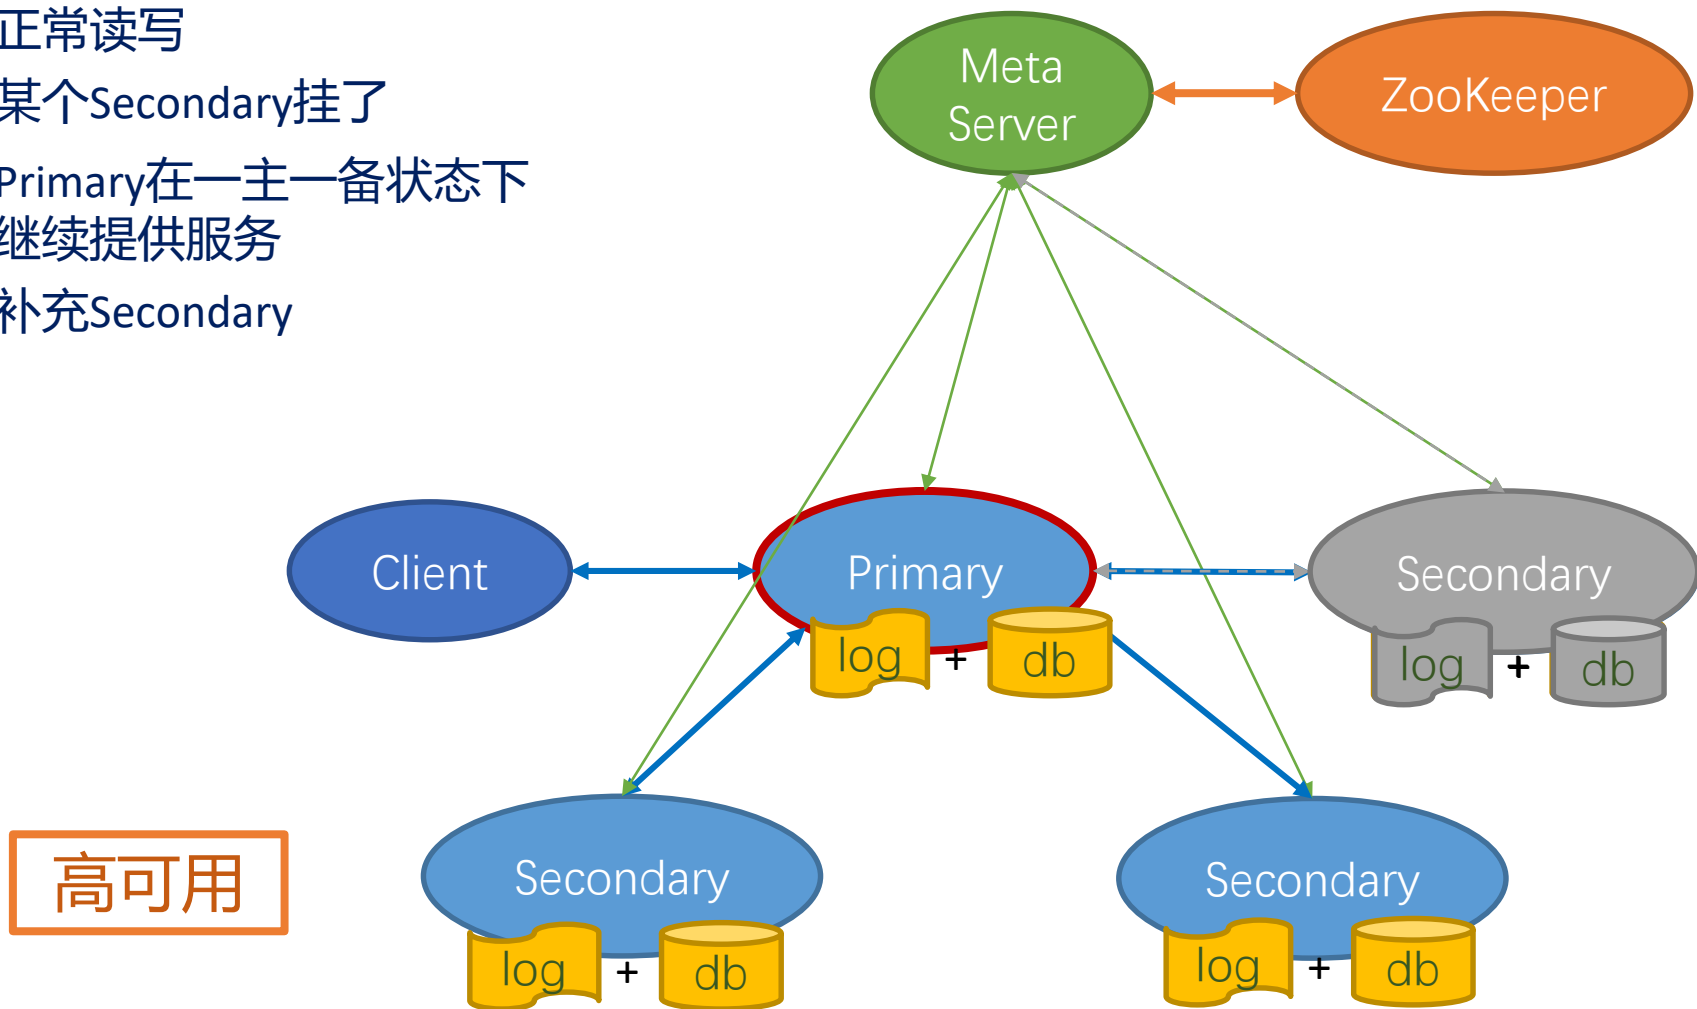 正常读写
某个Secondary挂了
Primary在一主一备状态下
继续提供服务
补充Secondary
Meta
Server
ZooKeeper
Client
Primary
log + db
Secondary
log + db
高可用
Secondary
log + db
Secondary
log + db